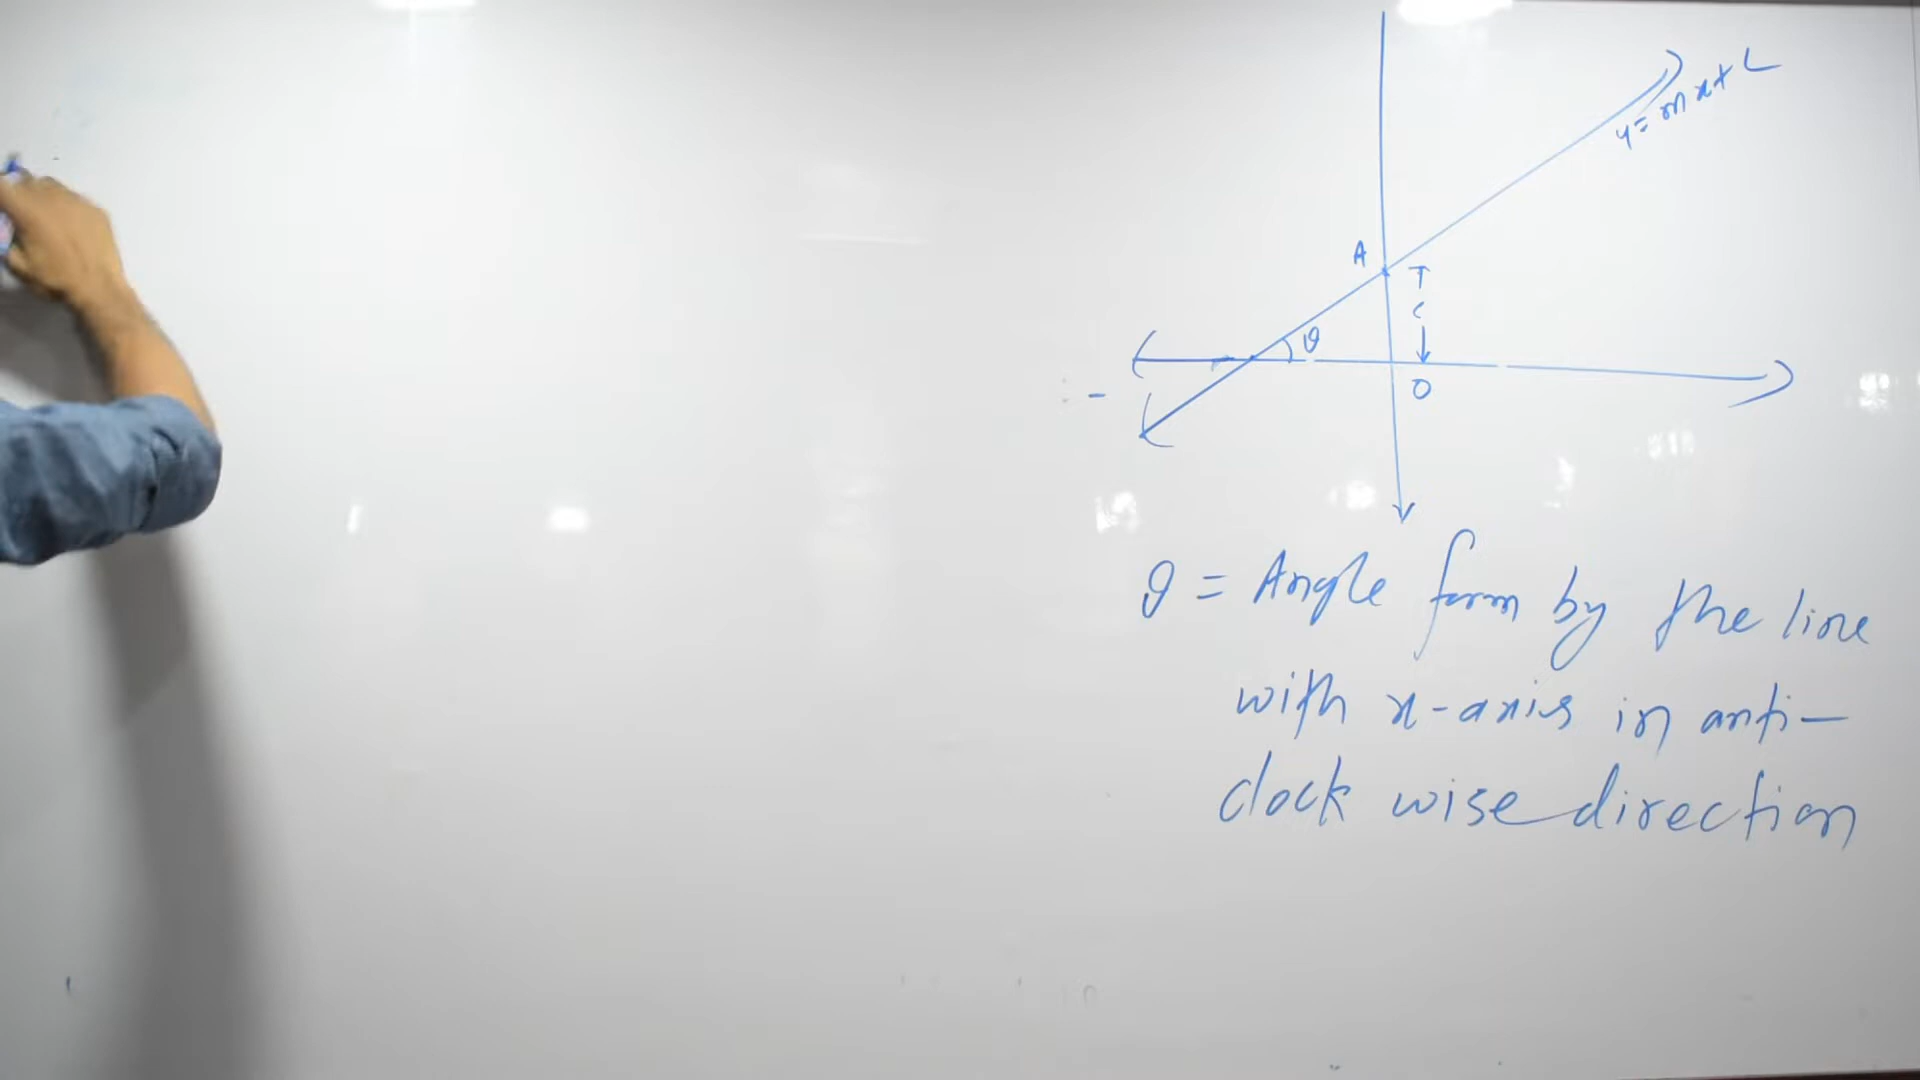 y = mx + C
A
C
θ
O
θ = Angle form by the line
with x-axis in anti-
clock wise direction